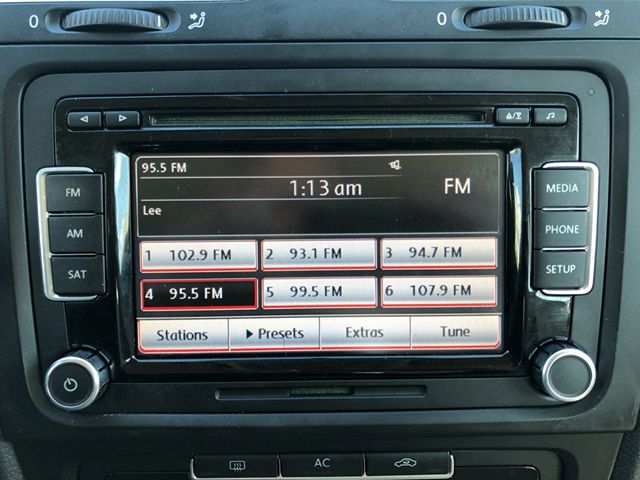 0 0
95.5 FM
1:13 am FM
Lee
1 102.9 FM 2 93.1 FM 3 94.7 FM
4 95.5 FM 5 99.5 FM 6 107.9 FM
Stations Presets Extras Tune
FM
AM
SAT
MEDIA
PHONE
SETUP
AC